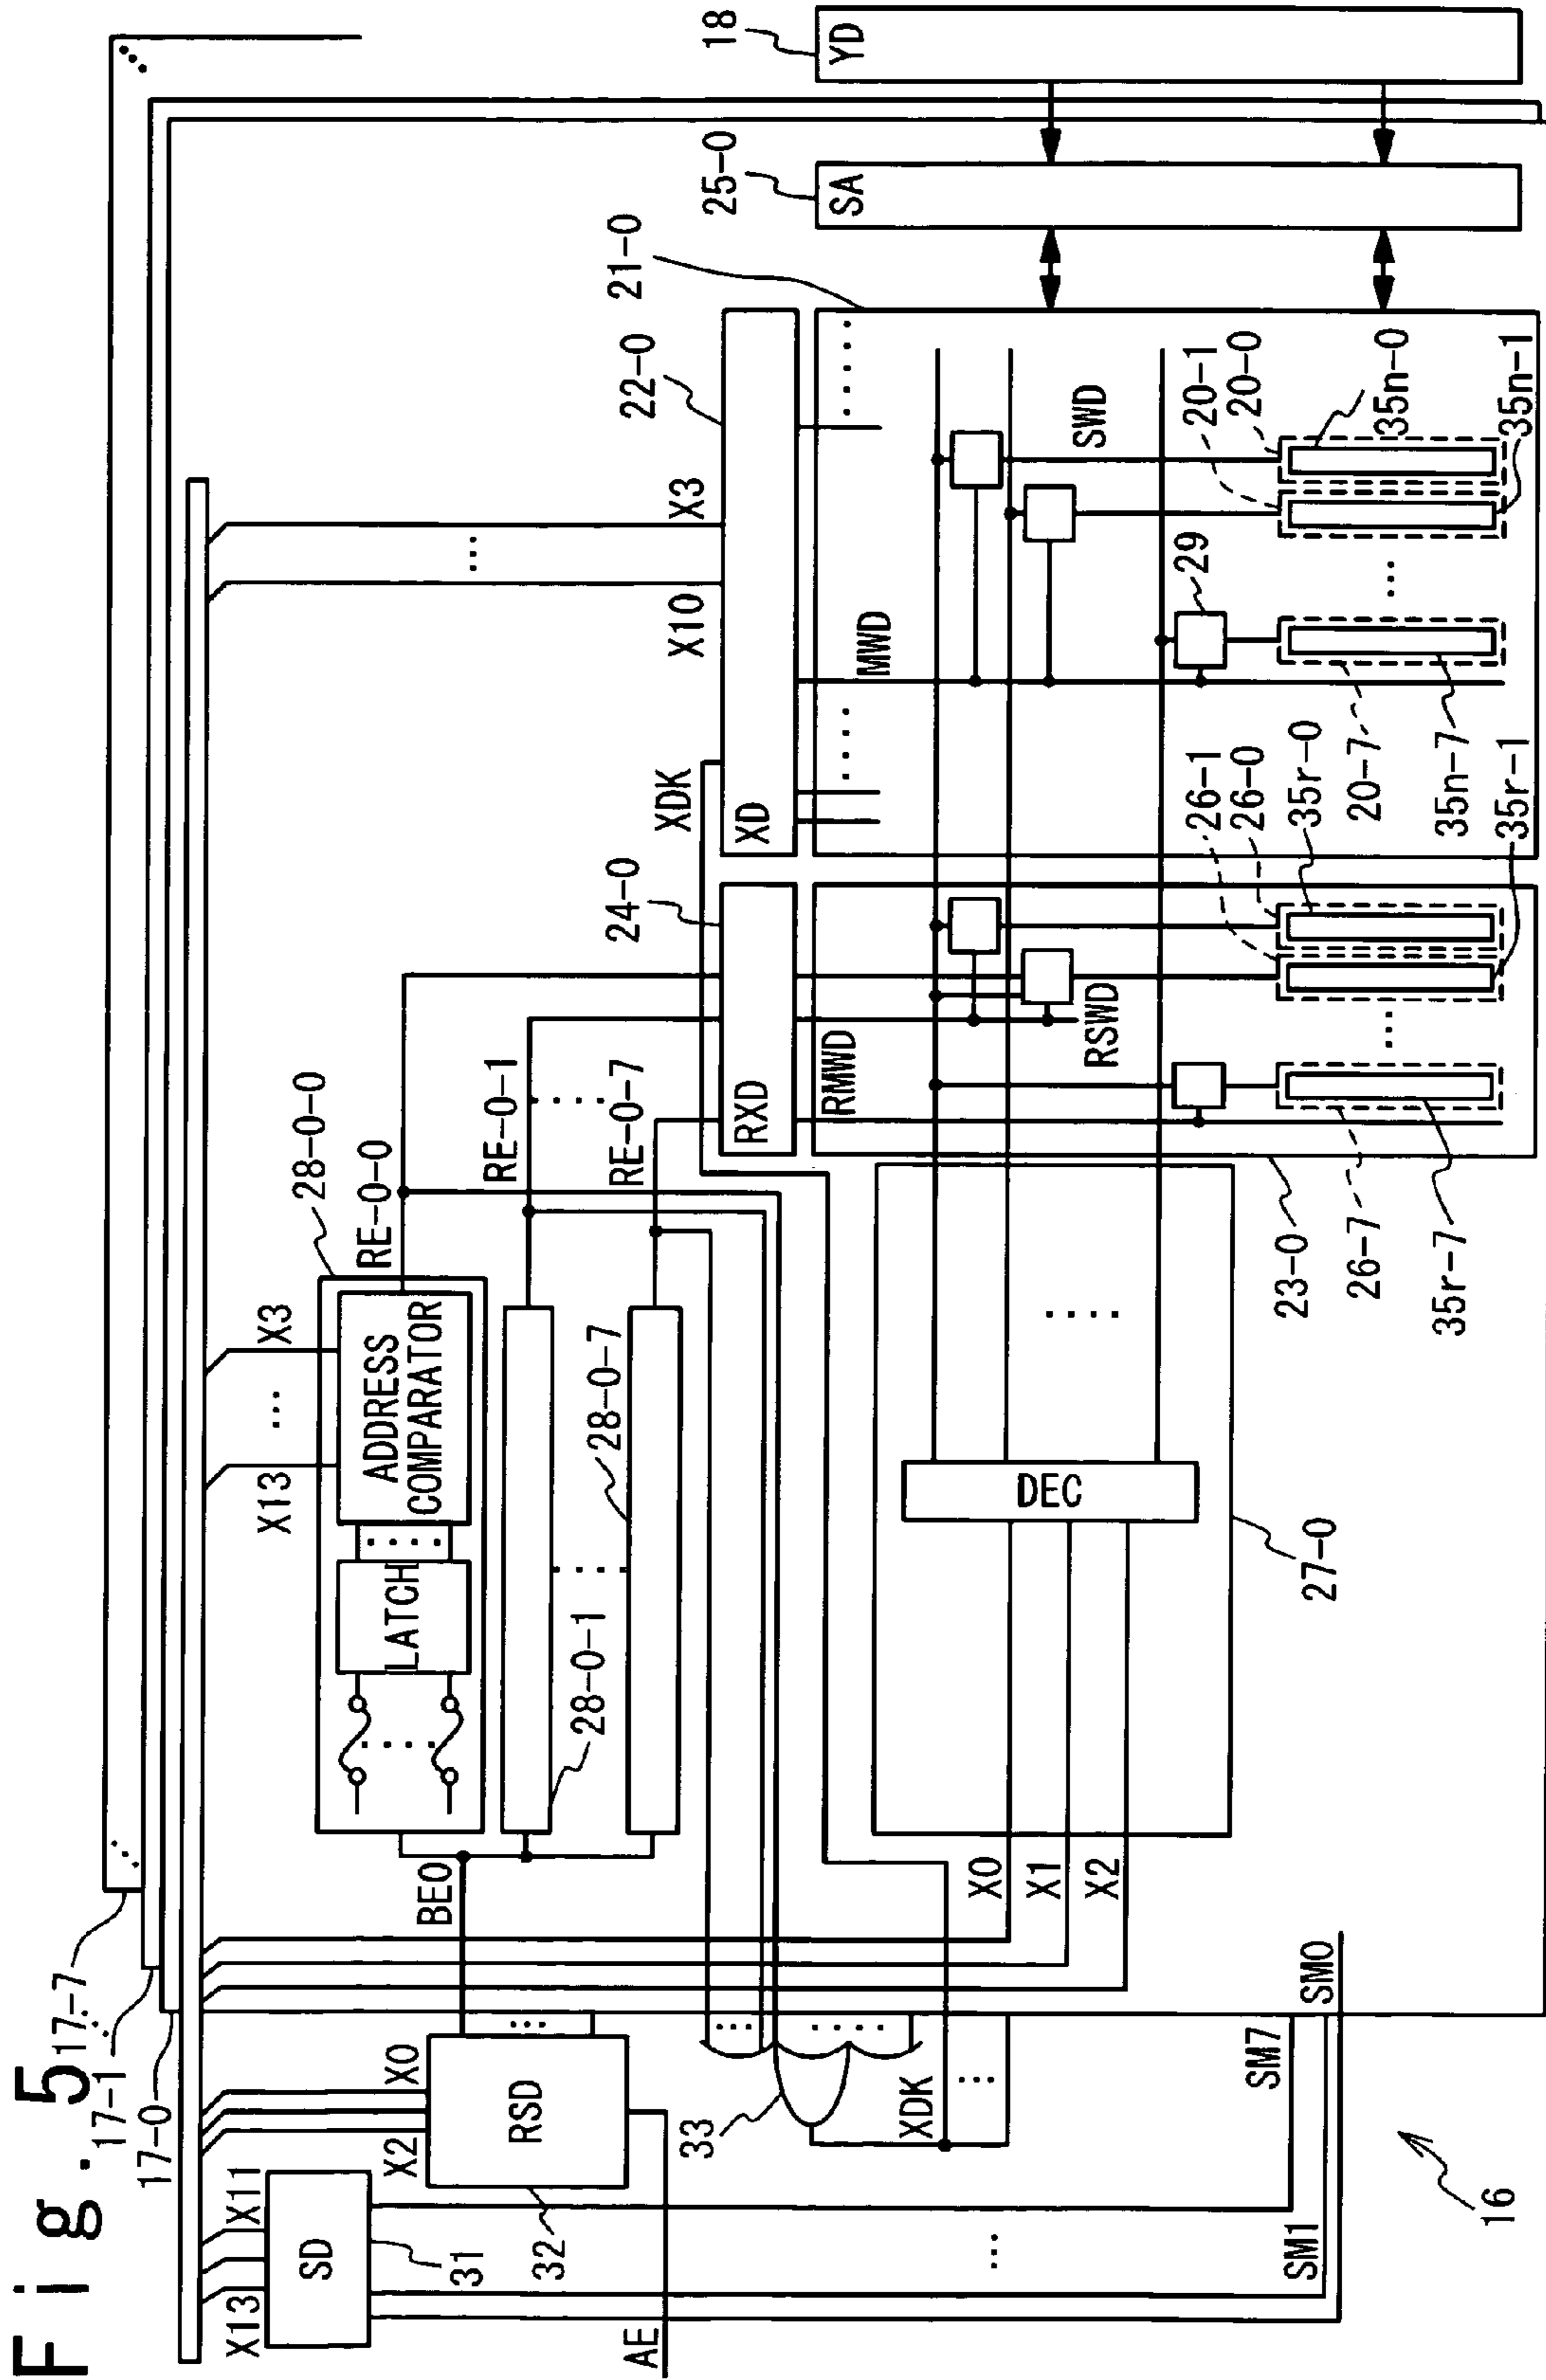 Fig. 5
17-7
17-1
17-0
18
YD
25-0
SA
21-0
22-0
X3
X10
XDK
XD
24-0
RXD
MWD
SWD
29
20-1
20-0
35n-0
35n-1
20-7
35n-7
RMWD
RSWD
26-1
26-0
35r-0
35r-1
26-7
35r-7
23-0
28-0-0
RE-0-0
RE-0-1
RE-0-7
X3
X13
ADDRESS
COMPARATOR
LATCH
28-0-1
28-0-7
DEC
27-0
BE0
X0
X1
X2
X0
X2
RSD
32
X11
X13
SD
31
AE
33
XDK
SM7
SM0
SM1
16